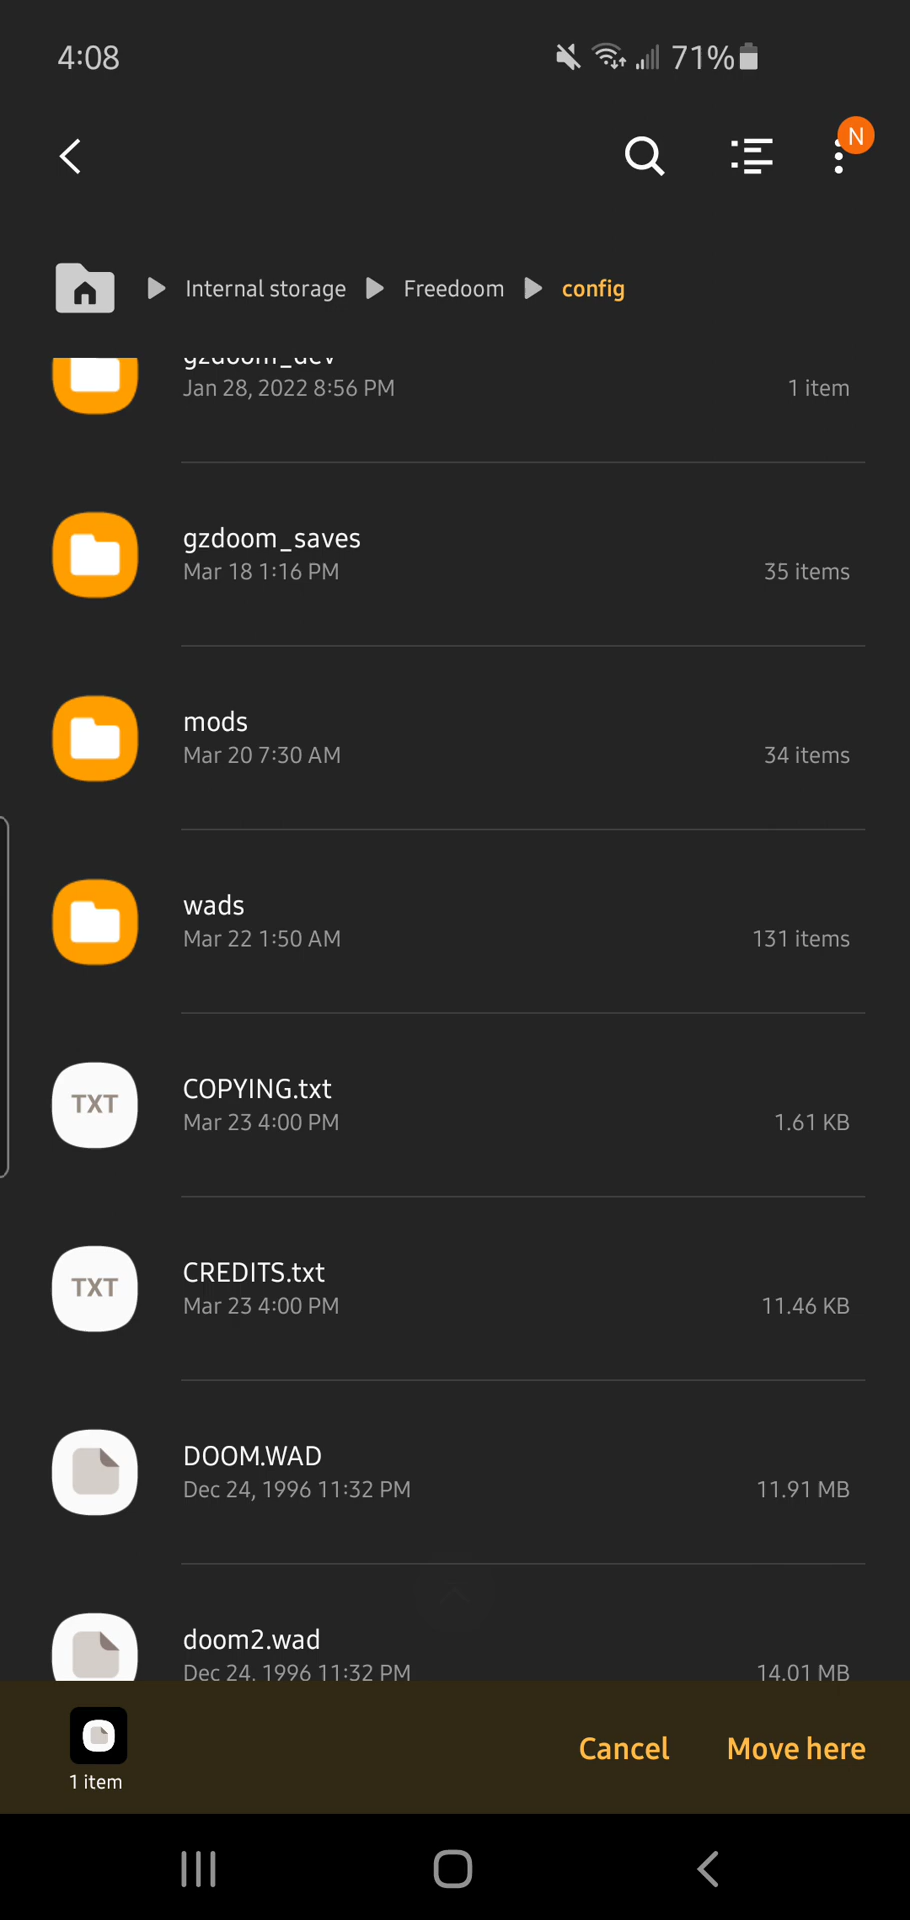 4:08
71%
N
Internal storage
Freedoom
config
gzdoom_dev
Jan 28, 2022 8:56 PM
1 item
gzdoom_saves
Mar 18 1:16 PM
35 items
mods
Mar 20 7:30 AM
34 items
wads
Mar 22 1:50 AM
131 items
TXT
COPYING.txt
Mar 23 4:00 PM
1.61 KB
TXT
CREDITS.txt
Mar 23 4:00 PM
11.46 KB
DOOM.WAD
Dec 24, 1996 11:32 PM
11.91 MB
doom2.wad
Dec 24, 1996 11:32 PM
14.01 MB
1 item
Cancel
Move here